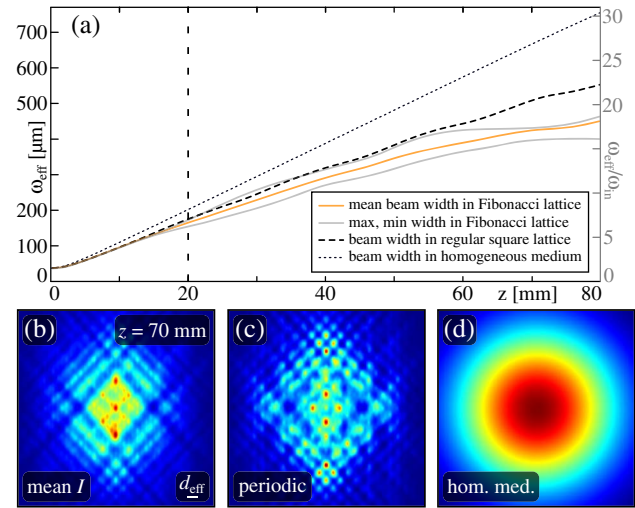 (a)
700
600
500
400
300
200
100
0
ω_eff [µm]
30
25
20
15
10
5
0
ω_eff/ω_in
mean beam width in Fibonacci lattice
max, min width in Fibonacci lattice
beam width in regular square lattice
beam width in homogeneous medium
0 20 40 60 z [mm] 80
(b) z = 70 mm
mean I d_eff
(c)
periodic
(d)
hom. med.